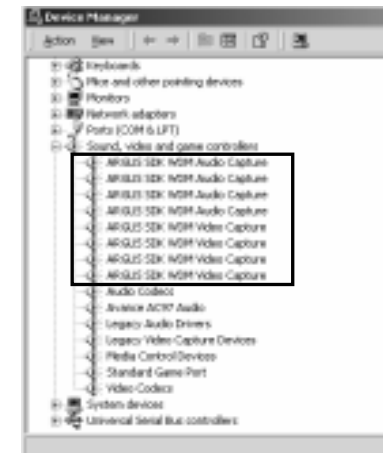 Device Manager
Action View
Keyboards
Mice and other pointing devices
Monitors
Network adapters
Ports (COM & LPT)
Sound, video and game controllers
ARGUS SDK WDM Audio Capture
ARGUS SDK WDM Audio Capture
ARGUS SDK WDM Audio Capture
ARGUS SDK WDM Audio Capture
ARGUS SDK WDM Video Capture
ARGUS SDK WDM Video Capture
ARGUS SDK WDM Video Capture
ARGUS SDK WDM Video Capture
Audio Codecs
Avance AC97 Audio
Legacy Audio Drivers
Legacy Video Capture Devices
Media Control Devices
Standard Game Port
Video Codecs
System devices
Universal Serial Bus controllers